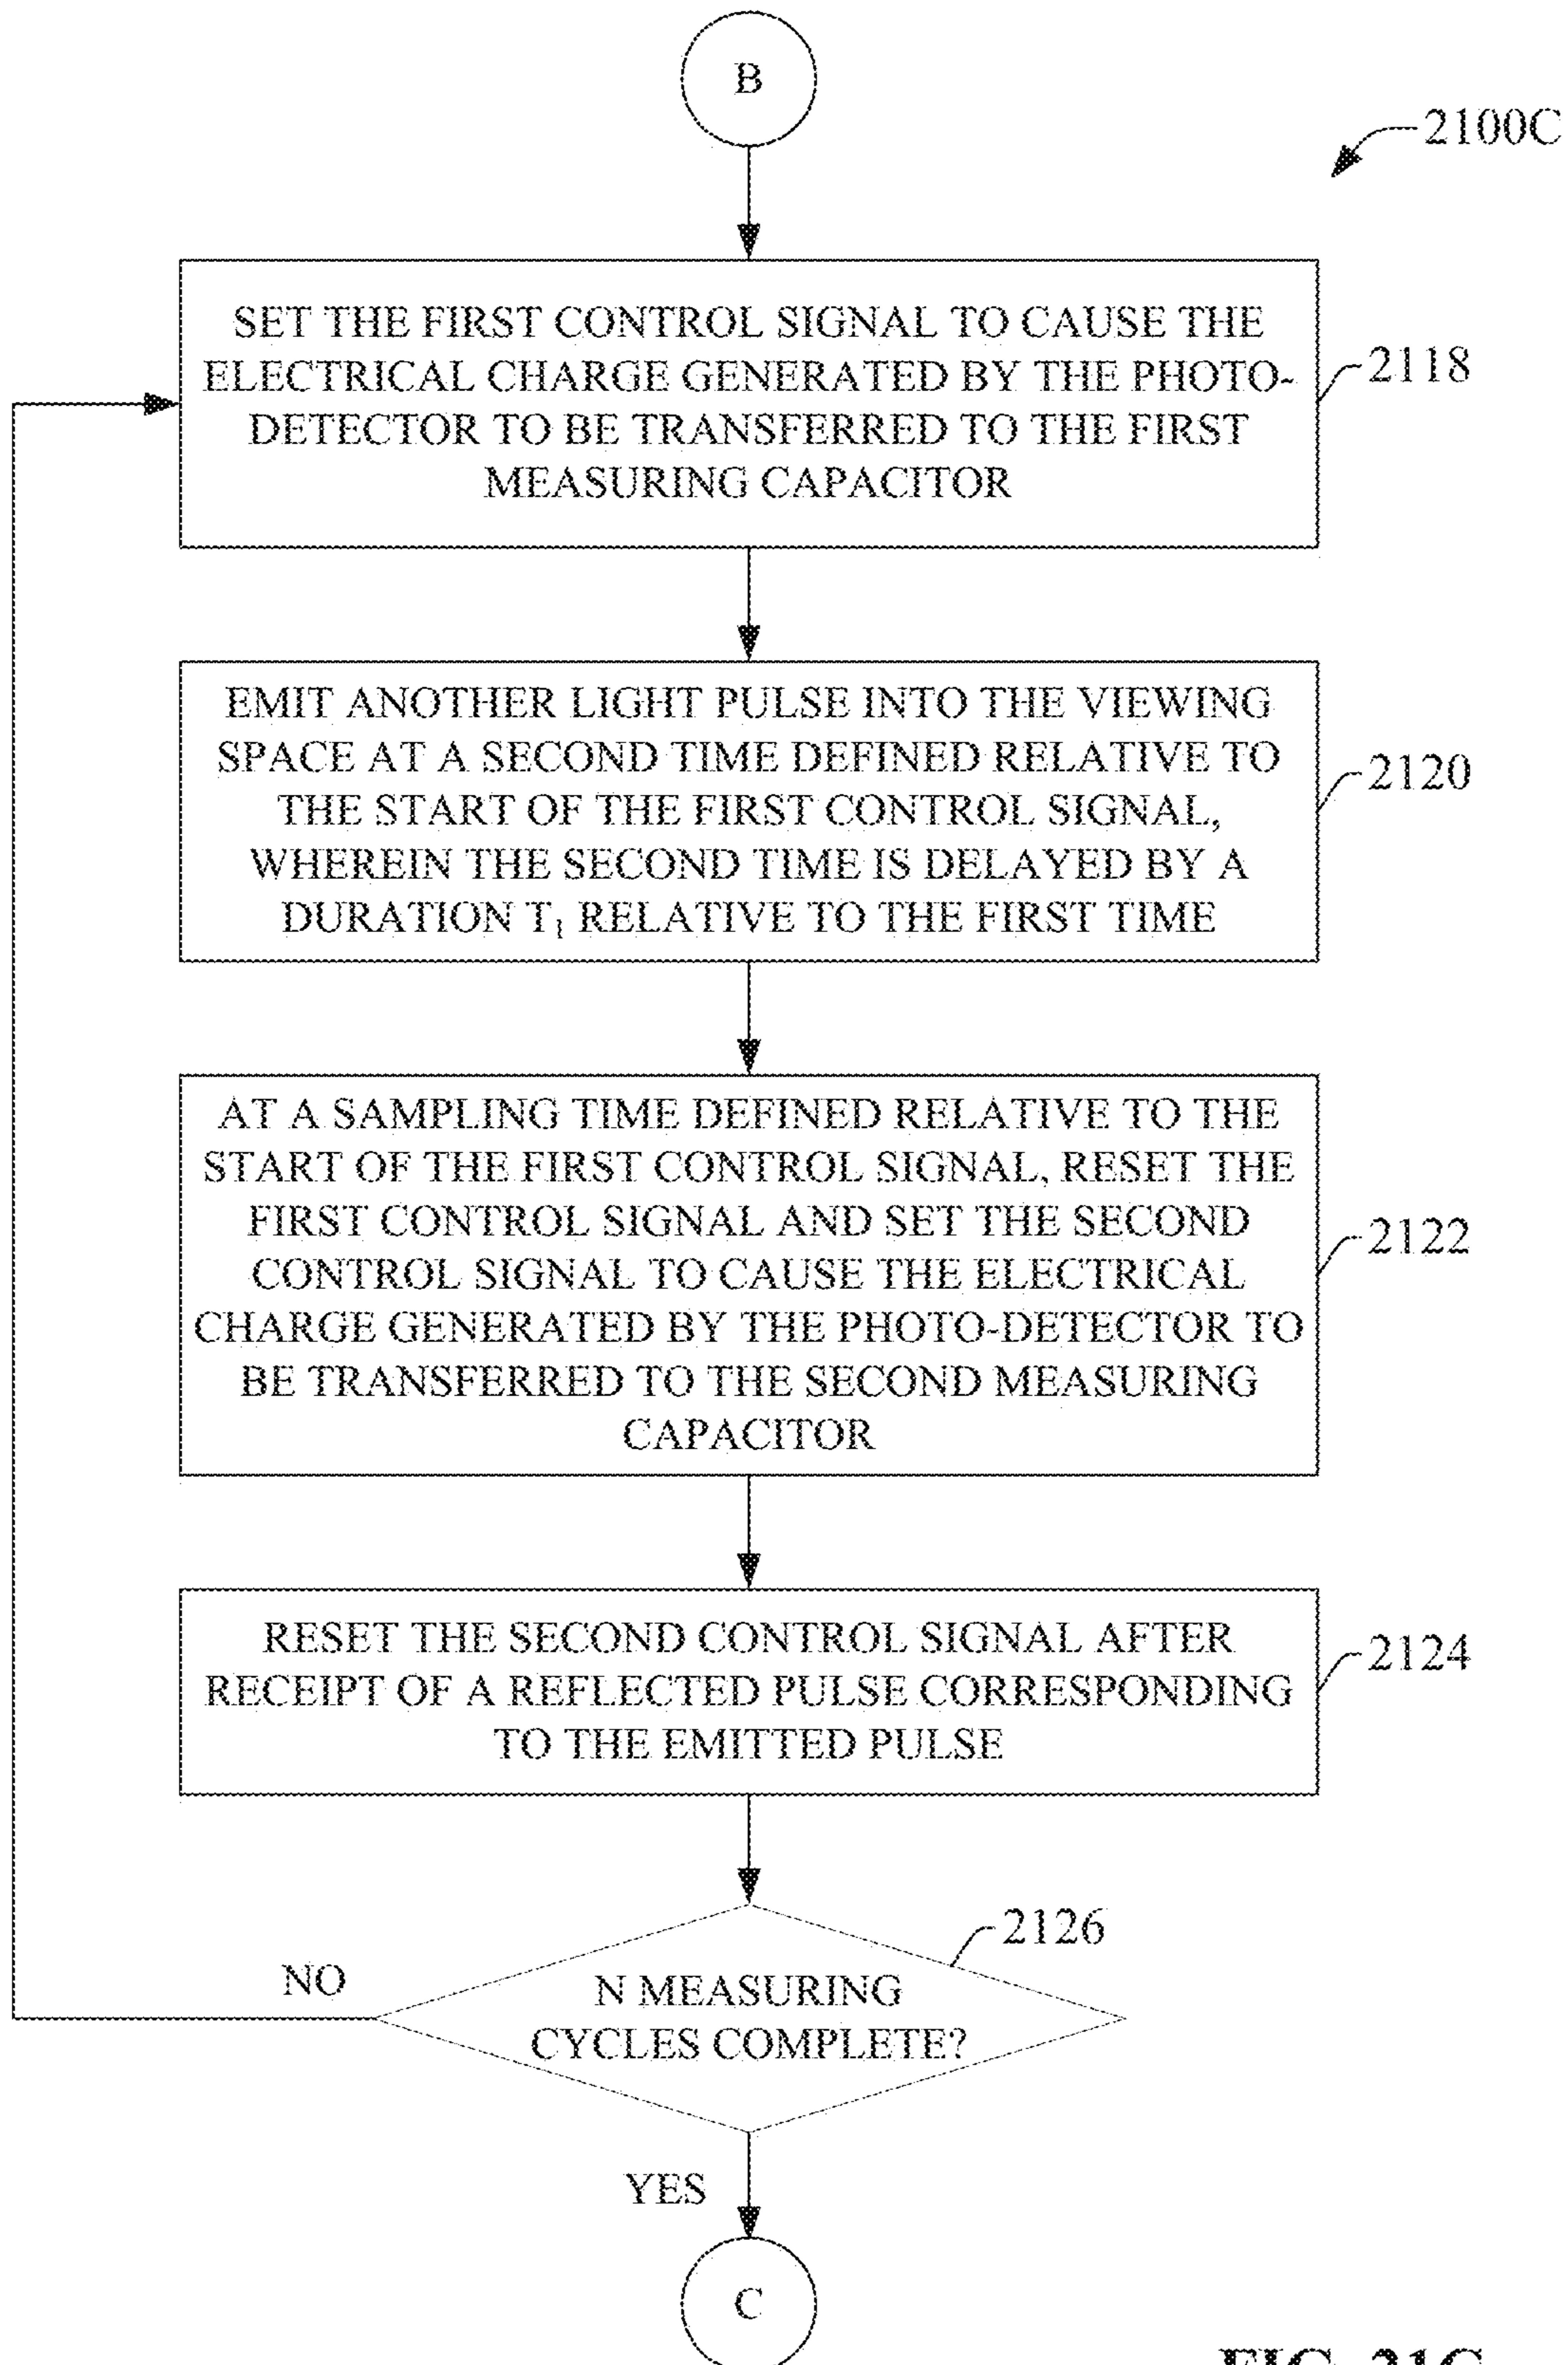 B
2100C
SET THE FIRST CONTROL SIGNAL TO CAUSE THE
ELECTRICAL CHARGE GENERATED BY THE PHOTO-
DETECTOR TO BE TRANSFERRED TO THE FIRST
MEASURING CAPACITOR
2118
EMIT ANOTHER LIGHT PULSE INTO THE VIEWING
SPACE AT A SECOND TIME DEFINED RELATIVE TO
THE START OF THE FIRST CONTROL SIGNAL,
WHEREIN THE SECOND TIME IS DELAYED BY A
DURATION T₁ RELATIVE TO THE FIRST TIME
2120
AT A SAMPLING TIME DEFINED RELATIVE TO THE
START OF THE FIRST CONTROL SIGNAL, RESET THE
FIRST CONTROL SIGNAL AND SET THE SECOND
CONTROL SIGNAL TO CAUSE THE ELECTRICAL
CHARGE GENERATED BY THE PHOTO-DETECTOR TO
BE TRANSFERRED TO THE SECOND MEASURING
CAPACITOR
2122
RESET THE SECOND CONTROL SIGNAL AFTER
RECEIPT OF A REFLECTED PULSE CORRESPONDING
TO THE EMITTED PULSE
2124
2126
N MEASURING
CYCLES COMPLETE?
NO
YES
C
FIG. 21C